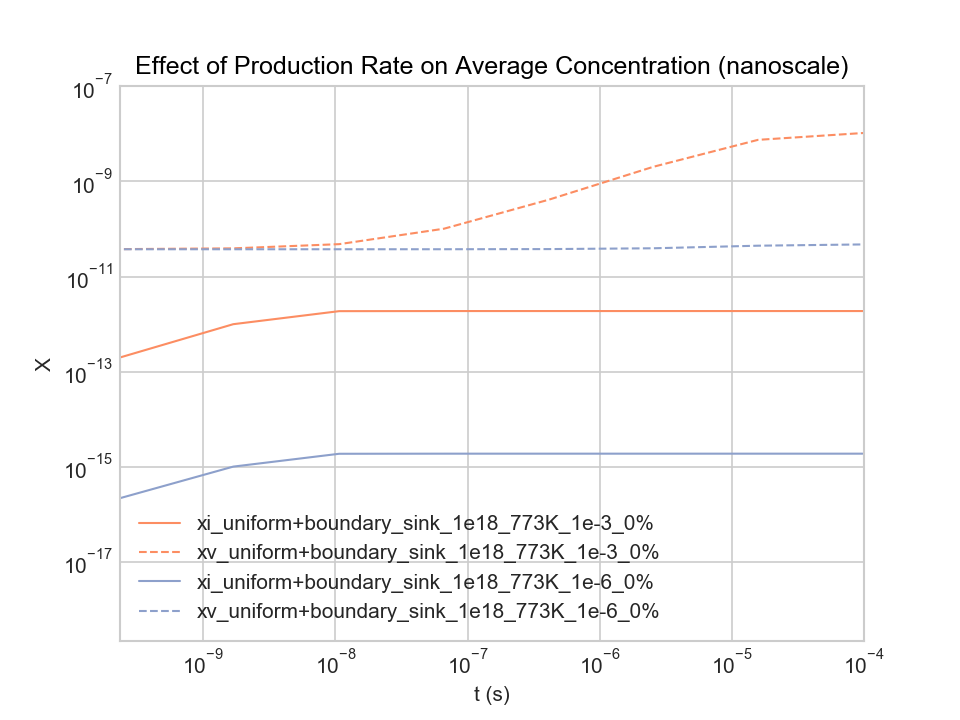 Effect of Production Rate on Average Concentration (nanoscale)
10⁻⁷
10⁻⁹
10⁻¹¹
10⁻¹³
10⁻¹⁵
10⁻¹⁷
X
xi_uniform+boundary_sink_1e18_773K_1e-3_0%
xv_uniform+boundary_sink_1e18_773K_1e-3_0%
xi_uniform+boundary_sink_1e18_773K_1e-6_0%
xv_uniform+boundary_sink_1e18_773K_1e-6_0%
10⁻⁹ 10⁻⁸ 10⁻⁷ 10⁻⁶ 10⁻⁵ 10⁻⁴
t (s)